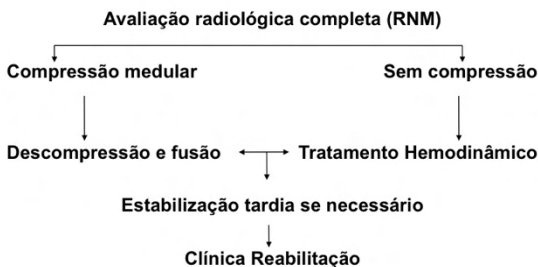 Avaliação radiológica completa (RNM)
Compressão medular
Sem compressão
Descompressão e fusão
Tratamento Hemodinâmico
Estabilização tardia se necessário
Clínica Reabilitação